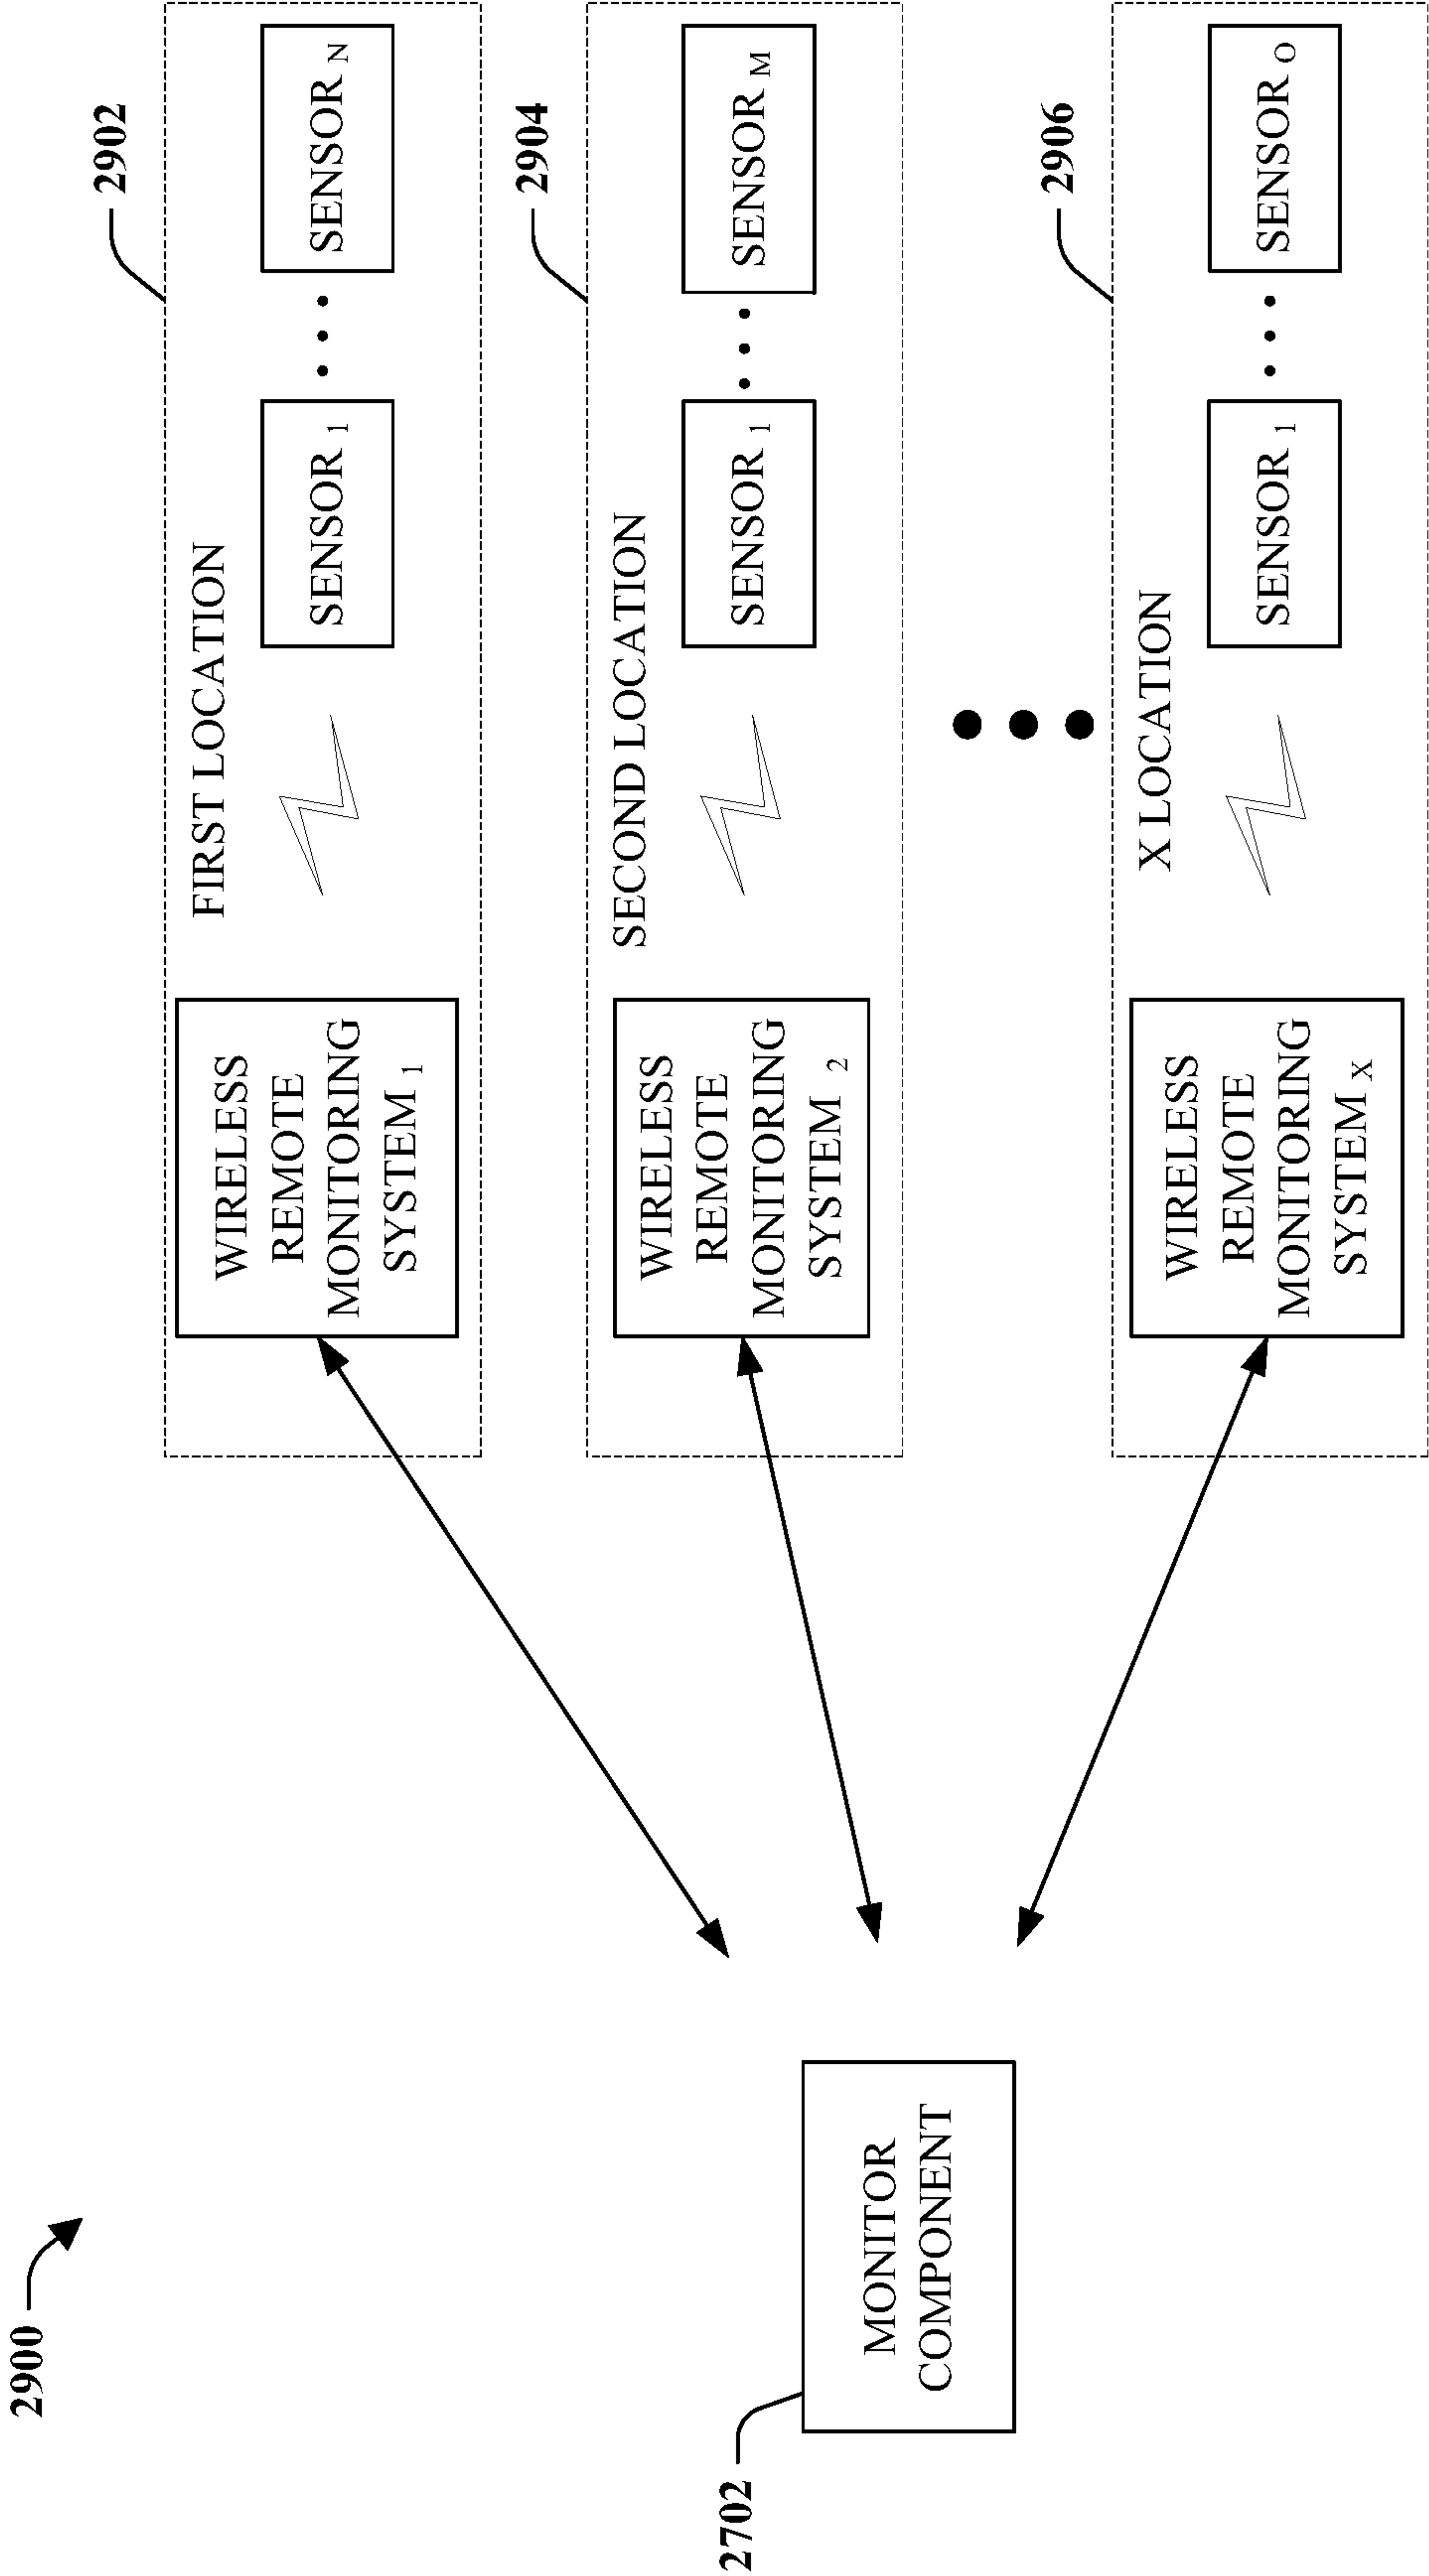 2900
2902
FIRST LOCATION
WIRELESS
REMOTE
MONITORING
SYSTEM 1
SENSOR 1
SENSOR N
2904
SECOND LOCATION
WIRELESS
REMOTE
MONITORING
SYSTEM 2
SENSOR 1
SENSOR M
2702
MONITOR
COMPONENT
2906
X LOCATION
WIRELESS
REMOTE
MONITORING
SYSTEM X
SENSOR 1
SENSOR O